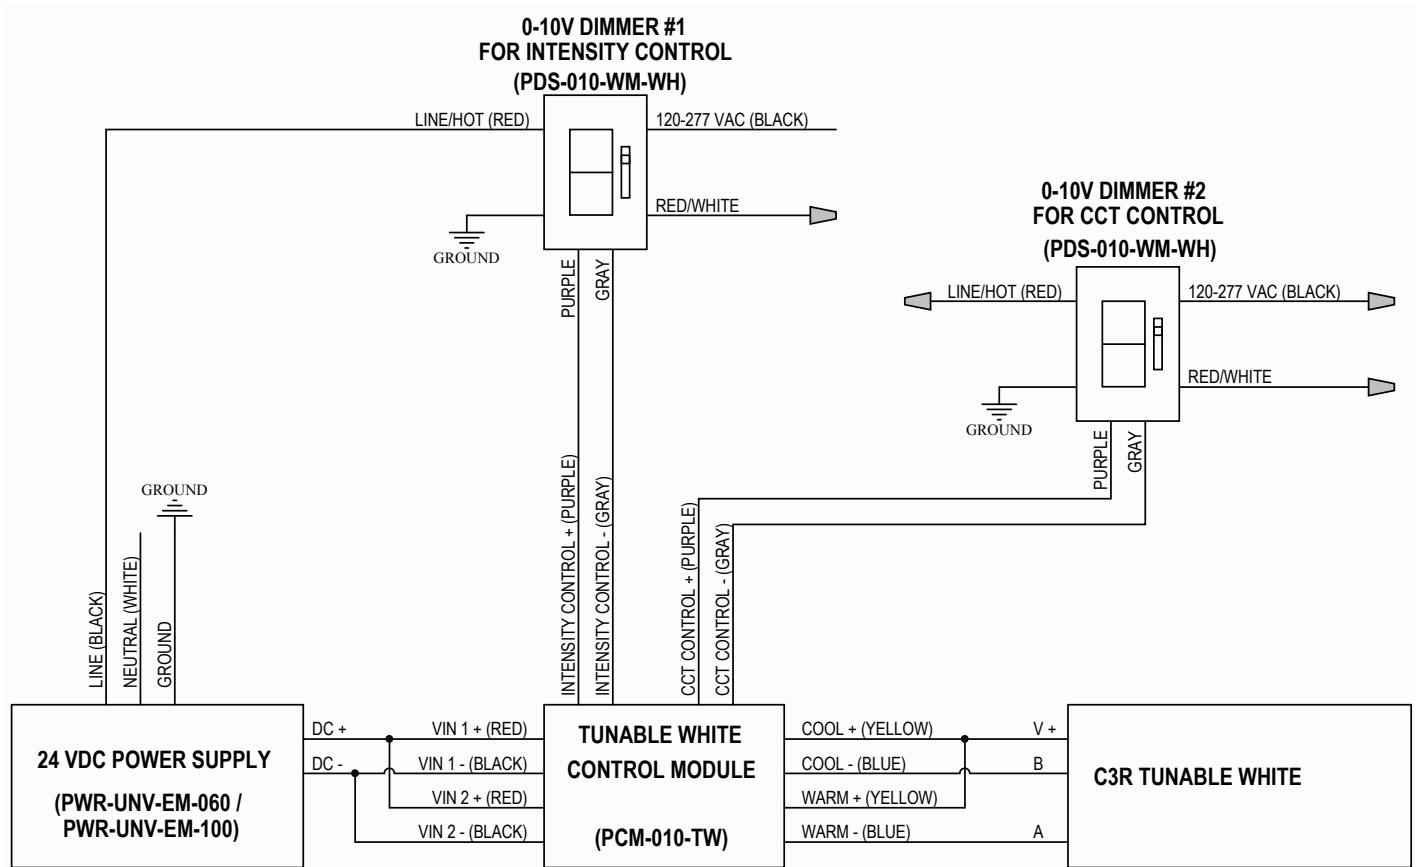 0-10V DIMMER #1
FOR INTENSITY CONTROL
(PDS-010-WM-WH)
LINE/HOT (RED)
120-277 VAC (BLACK)
RED/WHITE
GROUND
PURPLE
GRAY
0-10V DIMMER #2
FOR CCT CONTROL
(PDS-010-WM-WH)
LINE/HOT (RED)
120-277 VAC (BLACK)
RED/WHITE
GROUND
PURPLE
GRAY
GROUND
LINE (BLACK)
NEUTRAL (WHITE)
GROUND
INTENSITY CONTROL + (PURPLE)
INTENSITY CONTROL - (GRAY)
CCT CONTROL + (PURPLE)
CCT CONTROL - (GRAY)
24 VDC POWER SUPPLY
(PWR-UNV-EM-060 /
PWR-UNV-EM-100)
DC +
DC -
VIN 1 + (RED)
VIN 1 - (BLACK)
VIN 2 + (RED)
VIN 2 - (BLACK)
TUNABLE WHITE
CONTROL MODULE
(PCM-010-TW)
COOL + (YELLOW)
COOL - (BLUE)
WARM + (YELLOW)
WARM - (BLUE)
V +
B
A
C3R TUNABLE WHITE